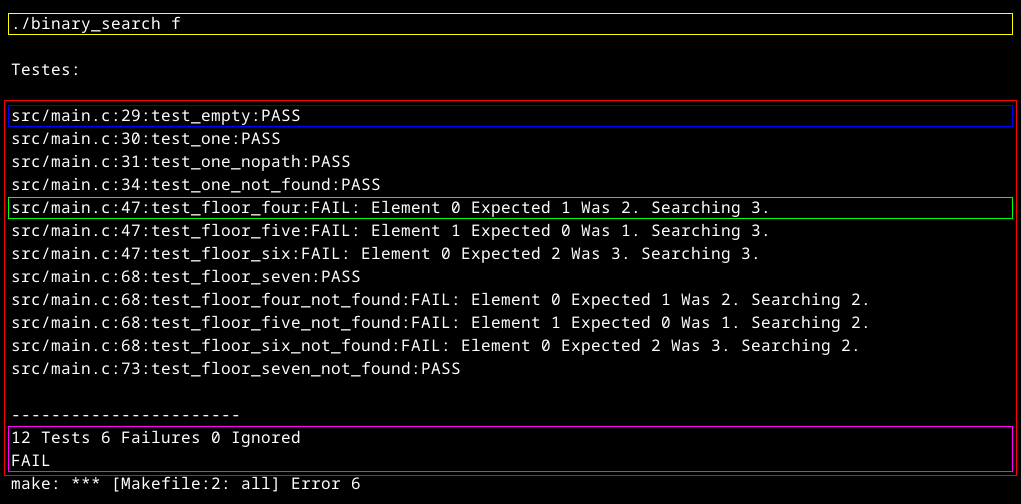 ./binary_search f
Testes:
src/main.c:29:test_empty:PASS
src/main.c:30:test_one:PASS
src/main.c:31:test_one_nopath:PASS
src/main.c:34:test_one_not_found:PASS
src/main.c:47:test_floor_four:FAIL: Element 0 Expected 1 Was 2. Searching 3.
src/main.c:47:test_floor_five:FAIL: Element 1 Expected 0 Was 1. Searching 3.
src/main.c:47:test_floor_six:FAIL: Element 0 Expected 2 Was 3. Searching 3.
src/main.c:68:test_floor_seven:PASS
src/main.c:68:test_floor_four_not_found:FAIL: Element 0 Expected 1 Was 2. Searching 2.
src/main.c:68:test_floor_five_not_found:FAIL: Element 1 Expected 0 Was 1. Searching 2.
src/main.c:68:test_floor_six_not_found:FAIL: Element 0 Expected 2 Was 3. Searching 2.
src/main.c:73:test_floor_seven_not_found:PASS
-----------------------
12 Tests 6 Failures 0 Ignored
FAIL
make: *** [Makefile:2: all] Error 6